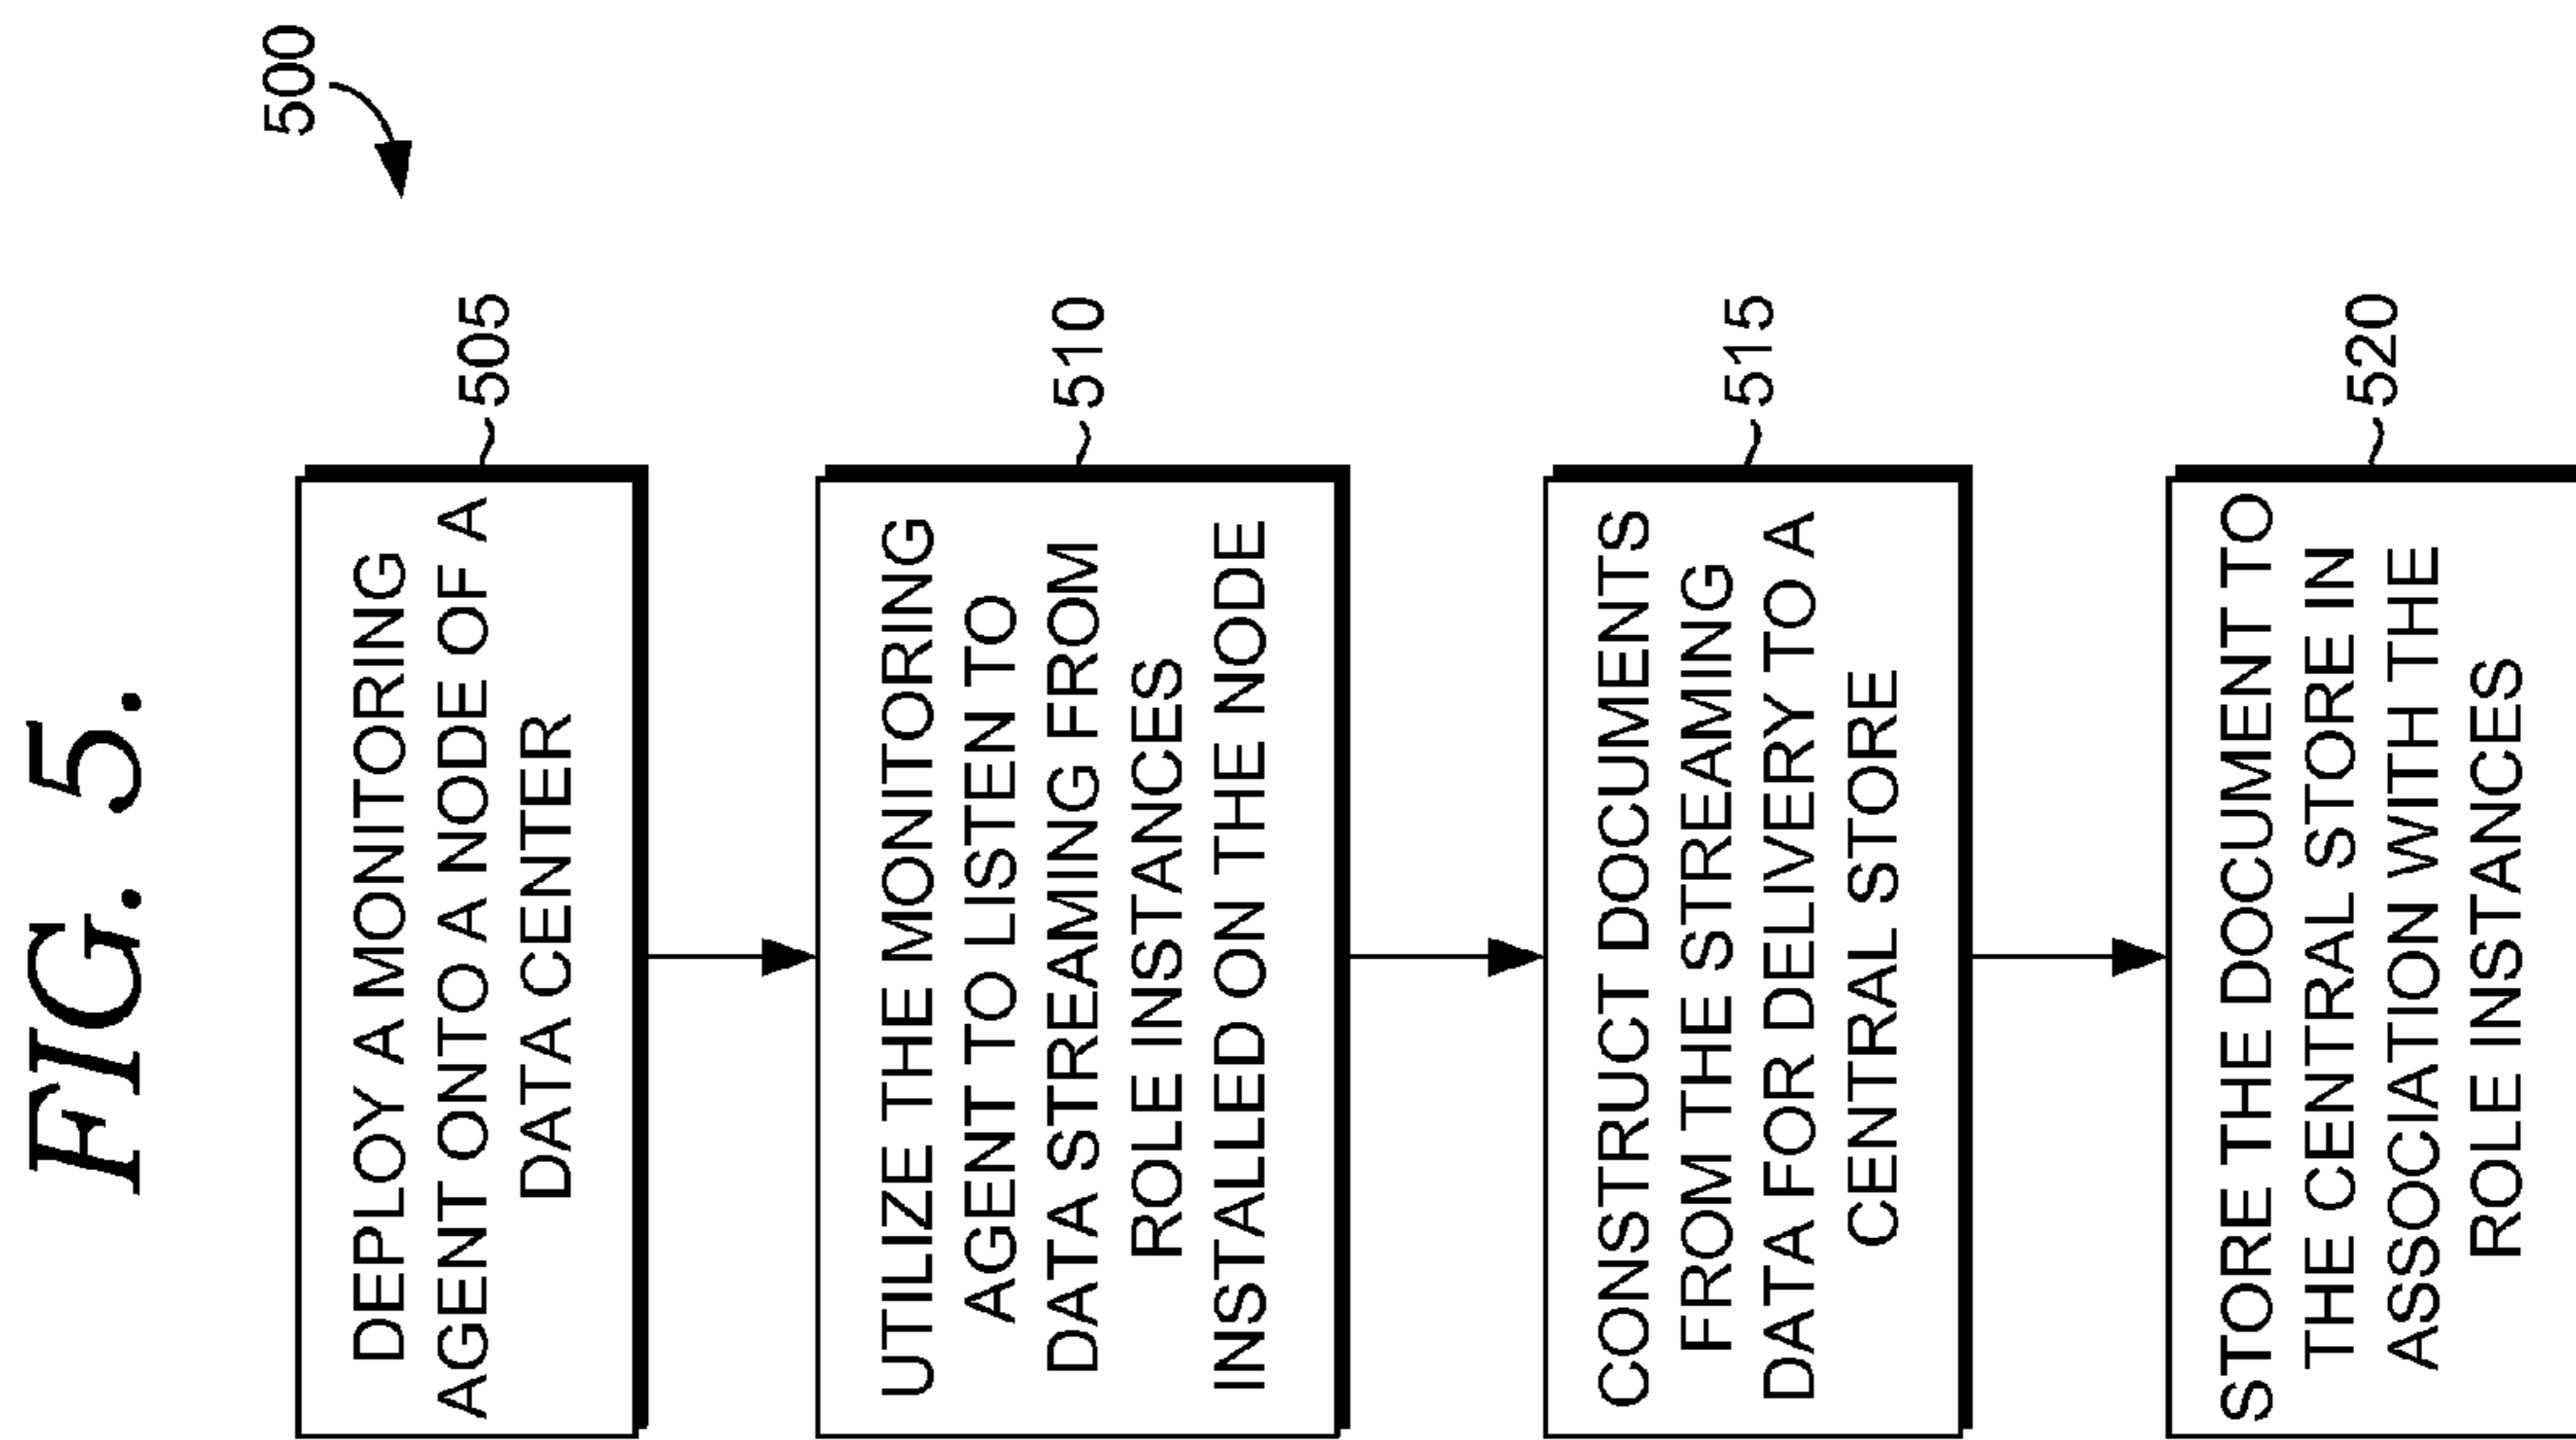 FIG. 5.
500
DEPLOY A MONITORING
AGENT ONTO A NODE OF A
DATA CENTER
505
UTILIZE THE MONITORING
AGENT TO LISTEN TO
DATA STREAMING FROM
ROLE INSTANCES
INSTALLED ON THE NODE
510
CONSTRUCT DOCUMENTS
FROM THE STREAMING
DATA FOR DELIVERY TO A
CENTRAL STORE
515
STORE THE DOCUMENT TO
THE CENTRAL STORE IN
ASSOCIATION WITH THE
ROLE INSTANCES
520